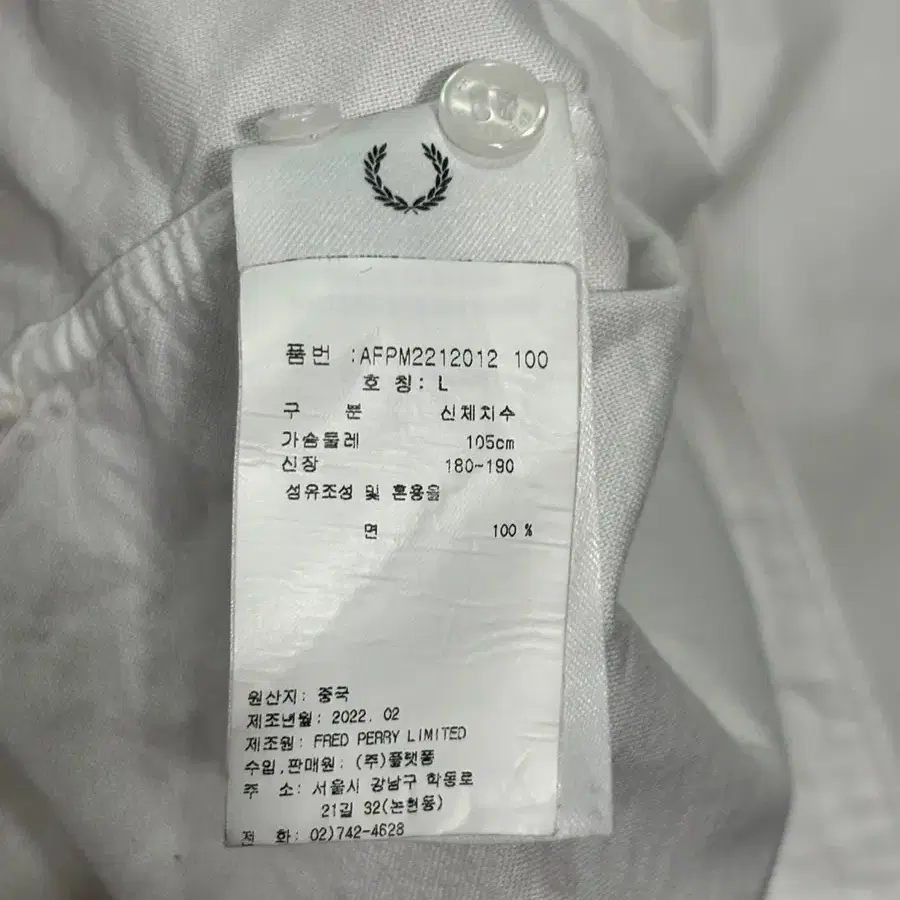 품번 :AFPM2212012 100
호 칭: L
구 분 신체치수
가슴둘레 105cm
신장 180~190
섬유조성 및 혼용율
면 100 %
원산지: 중국
제조년월: 2022. 02
제조원: FRED PERRY LIMITED
수입,판매원: (주)플랫폼
주 소: 서울시 강남구 학동로
21길 32(논현동)
전 화: 02)742-4628